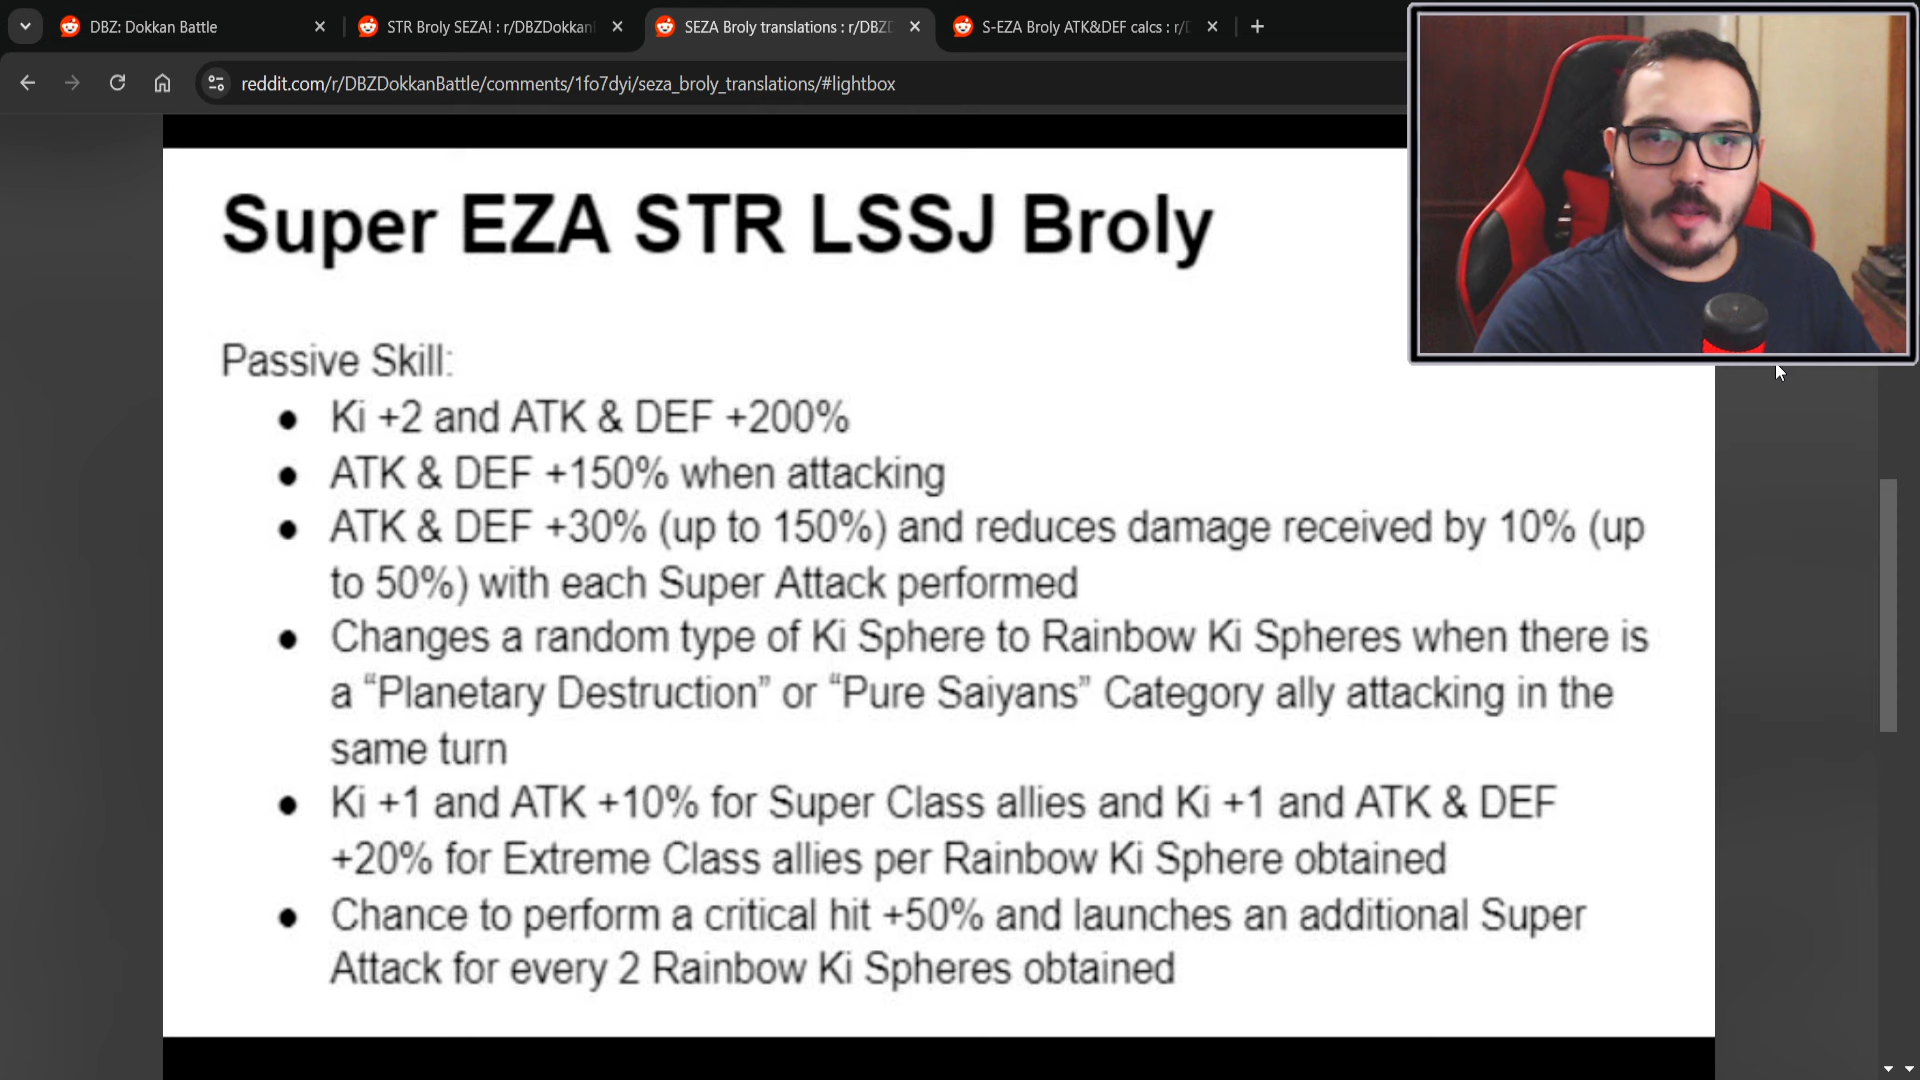 DBZ: Dokkan Battle
STR Broly SEZA! : r/DBZDokkan
SEZA Broly translations : r/DBZD
S-EZA Broly ATK&DEF calcs : r/D
reddit.com/r/DBZDokkanBattle/comments/1fo7dyi/seza_broly_translations/#lightbox
Super EZA STR LSSJ Broly
Passive Skill:
● Ki +2 and ATK & DEF +200%
● ATK & DEF +150% when attacking
● ATK & DEF +30% (up to 150%) and reduces damage received by 10% (up
to 50%) with each Super Attack performed
● Changes a random type of Ki Sphere to Rainbow Ki Spheres when there is
a “Planetary Destruction” or “Pure Saiyans” Category ally attacking in the
same turn
● Ki +1 and ATK +10% for Super Class allies and Ki +1 and ATK & DEF
+20% for Extreme Class allies per Rainbow Ki Sphere obtained
● Chance to perform a critical hit +50% and launches an additional Super
Attack for every 2 Rainbow Ki Spheres obtained